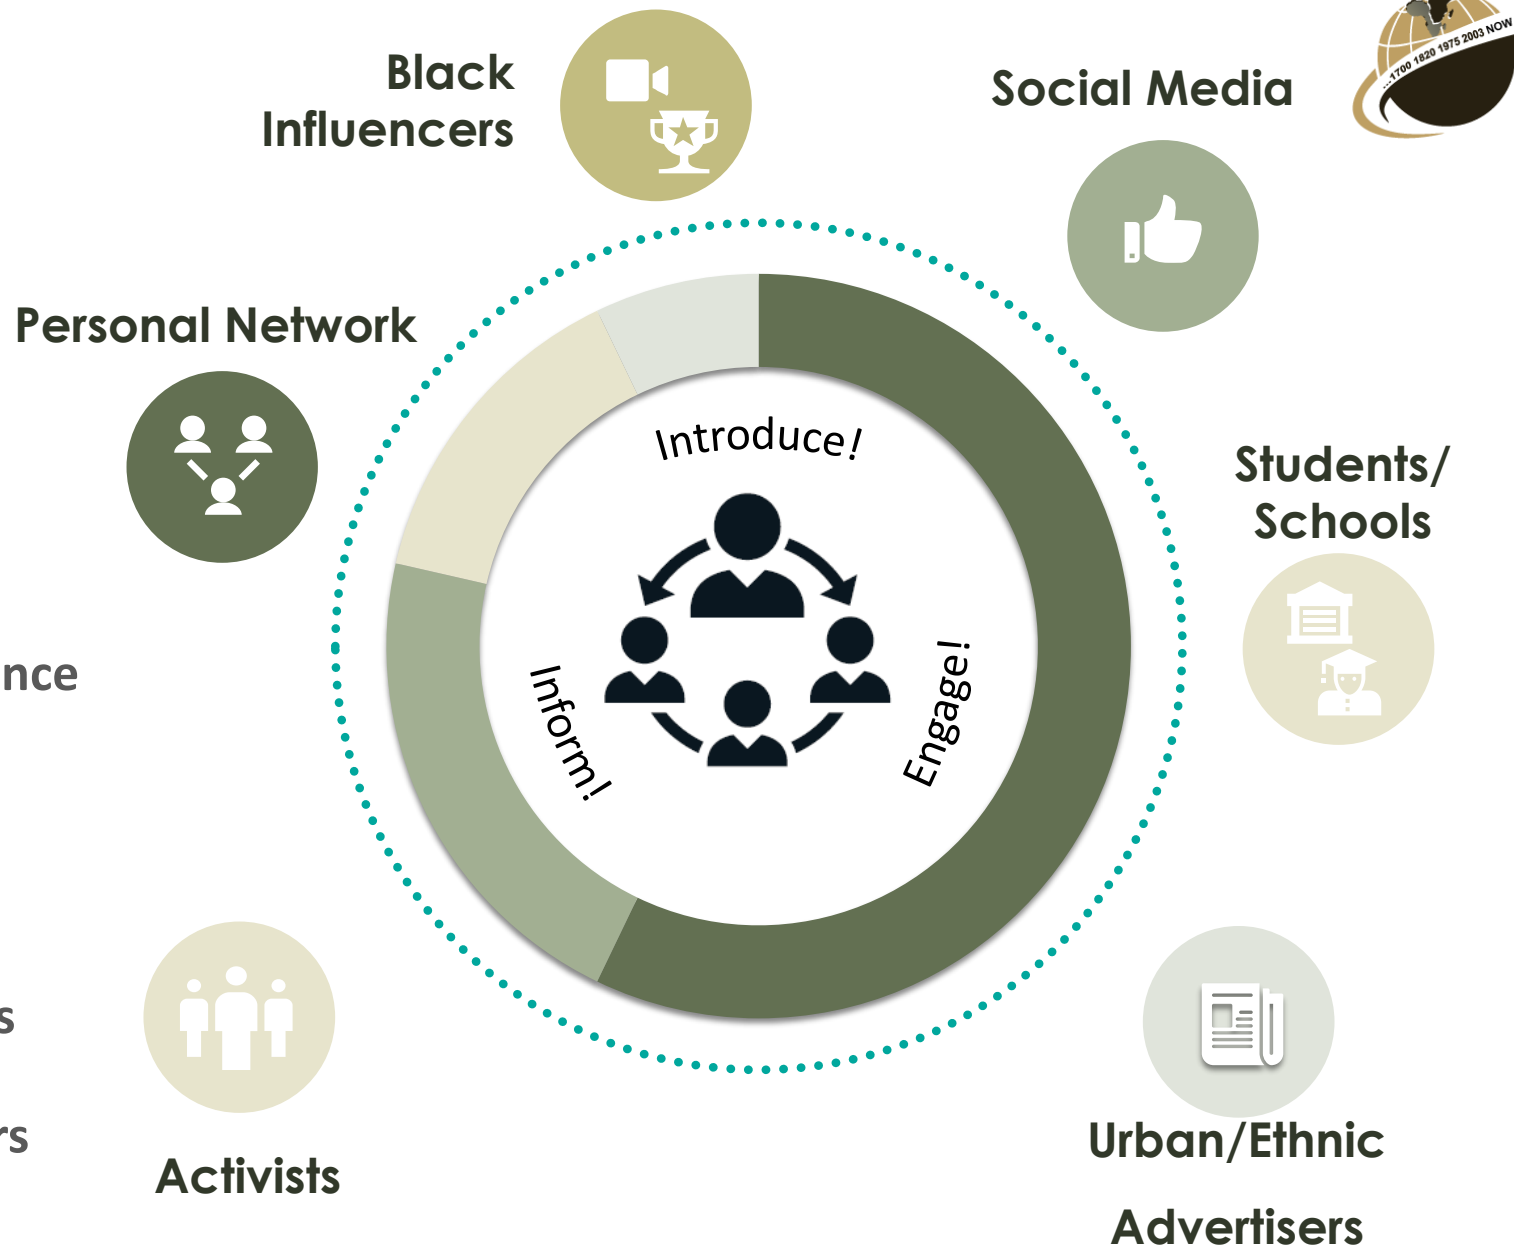 Black
Influencers
Social Media
...1700 1820 1975 2003 NOW
Personal Network
Introduce!
Students/
Schools
Inform!
Engage!
nce
s
rs
Activists
Urban/Ethnic
Advertisers